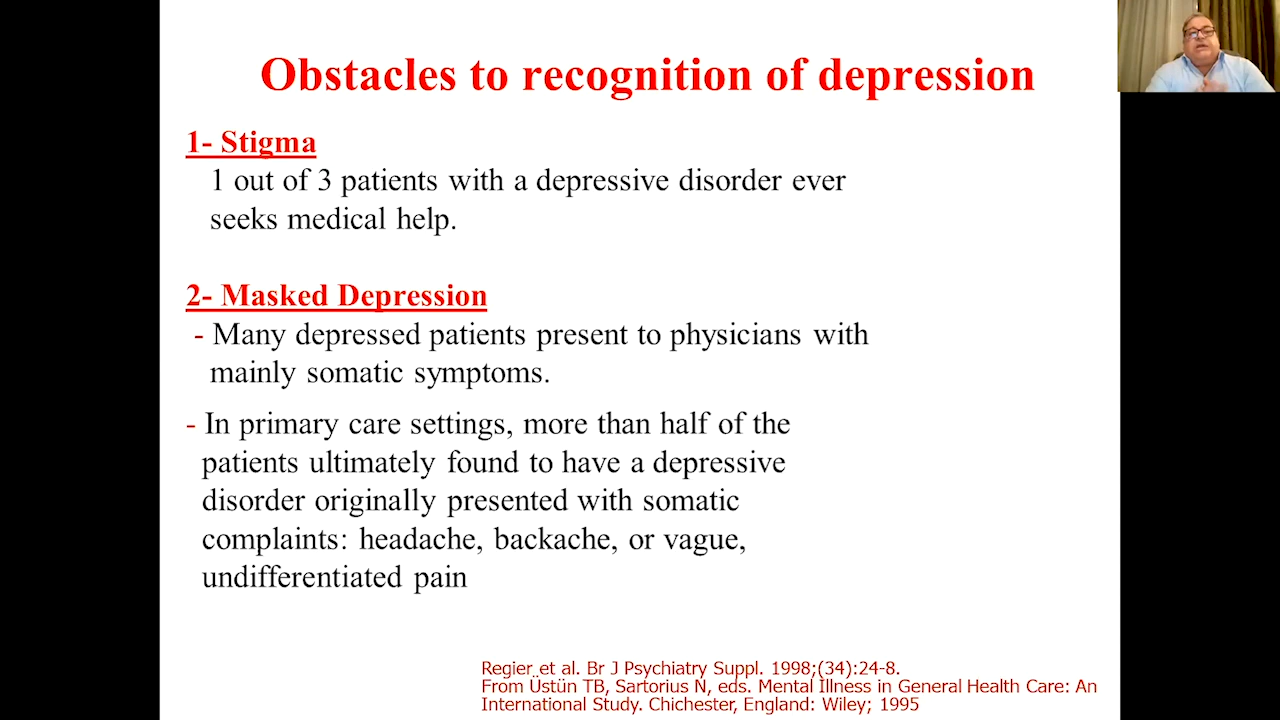 Obstacles to recognition of depression
1- Stigma
1 out of 3 patients with a depressive disorder ever
seeks medical help.
2- Masked Depression
- Many depressed patients present to physicians with
mainly somatic symptoms.
- In primary care settings, more than half of the
patients ultimately found to have a depressive
disorder originally presented with somatic
complaints: headache, backache, or vague,
undifferentiated pain
Regier et al. Br J Psychiatry Suppl. 1998;(34):24-8.
From Üstün TB, Sartorius N, eds. Mental Illness in General Health Care: An
International Study. Chichester, England: Wiley; 1995